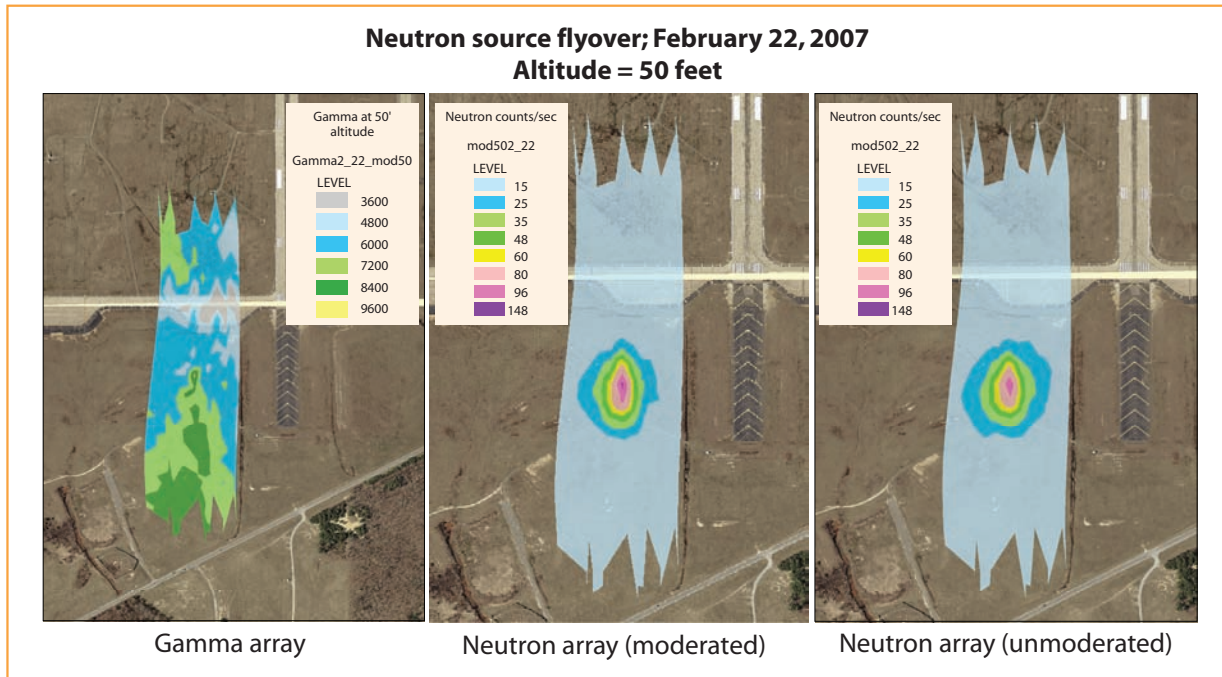 Neutron source flyover; February 22, 2007
Altitude = 50 feet
Gamma at 50'
altitude
Gamma2_22_mod50
LEVEL
3600
4800
6000
7200
8400
9600
Neutron counts/sec
mod502_22
LEVEL
15
25
35
48
60
80
96
148
Neutron counts/sec
mod502_22
LEVEL
15
25
35
48
60
80
96
148
Gamma array
Neutron array (moderated)
Neutron array (unmoderated)